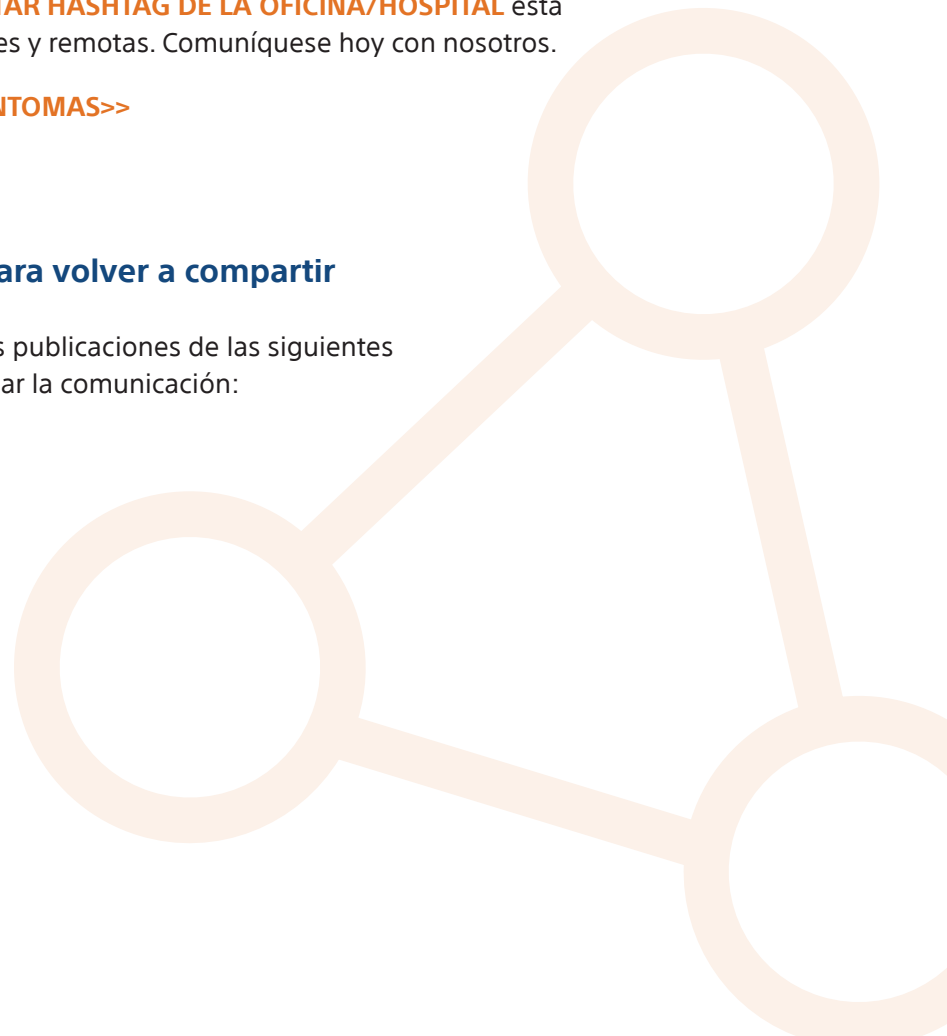 TAR HASHTAG DE LA OFICINA/HOSPITAL está
es y remotas. Comuníquese hoy con nosotros.
NTOMAS>>
ara volver a compartir
s publicaciones de las siguientes
ar la comunicación: